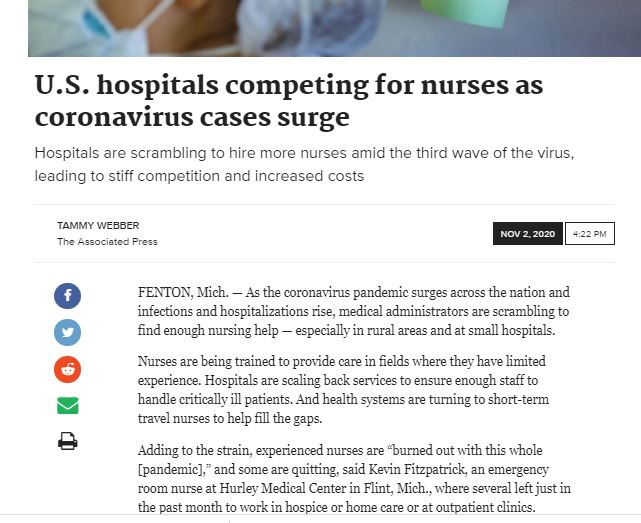 U.S. hospitals competing for nurses as
coronavirus cases surge
Hospitals are scrambling to hire more nurses amid the third wave of the virus,
leading to stiff competition and increased costs
TAMMY WEBBER
The Associated Press
NOV 2, 2020
4:22 PM
FENTON, Mich. — As the coronavirus pandemic surges across the nation and
infections and hospitalizations rise, medical administrators are scrambling to
find enough nursing help — especially in rural areas and at small hospitals.
Nurses are being trained to provide care in fields where they have limited
experience. Hospitals are scaling back services to ensure enough staff to
handle critically ill patients. And health systems are turning to short-term
travel nurses to help fill the gaps.
Adding to the strain, experienced nurses are “burned out with this whole
[pandemic],” and some are quitting, said Kevin Fitzpatrick, an emergency
room nurse at Hurley Medical Center in Flint, Mich., where several left just in
the past month to work in hospice or home care or at outpatient clinics.